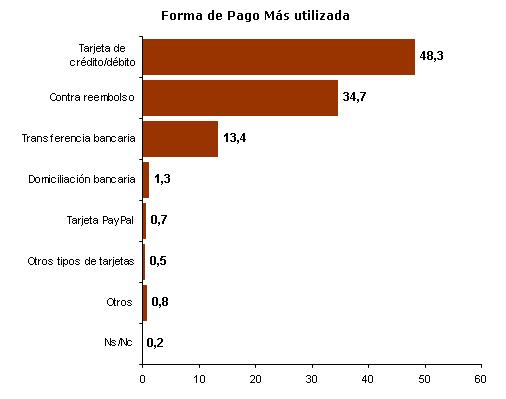 Forma de Pago Más utilizada
Tarjeta de
crédito/débito
48,3
Contra reembolso
34,7
Transferencia bancaria
13,4
Domiciliación bancaria
1,3
Tarjeta PayPal
0,7
Otros tipos de tarjetas
0,5
Otros
0,8
Ns/Nc
0,2
0 10 20 30 40 50 60